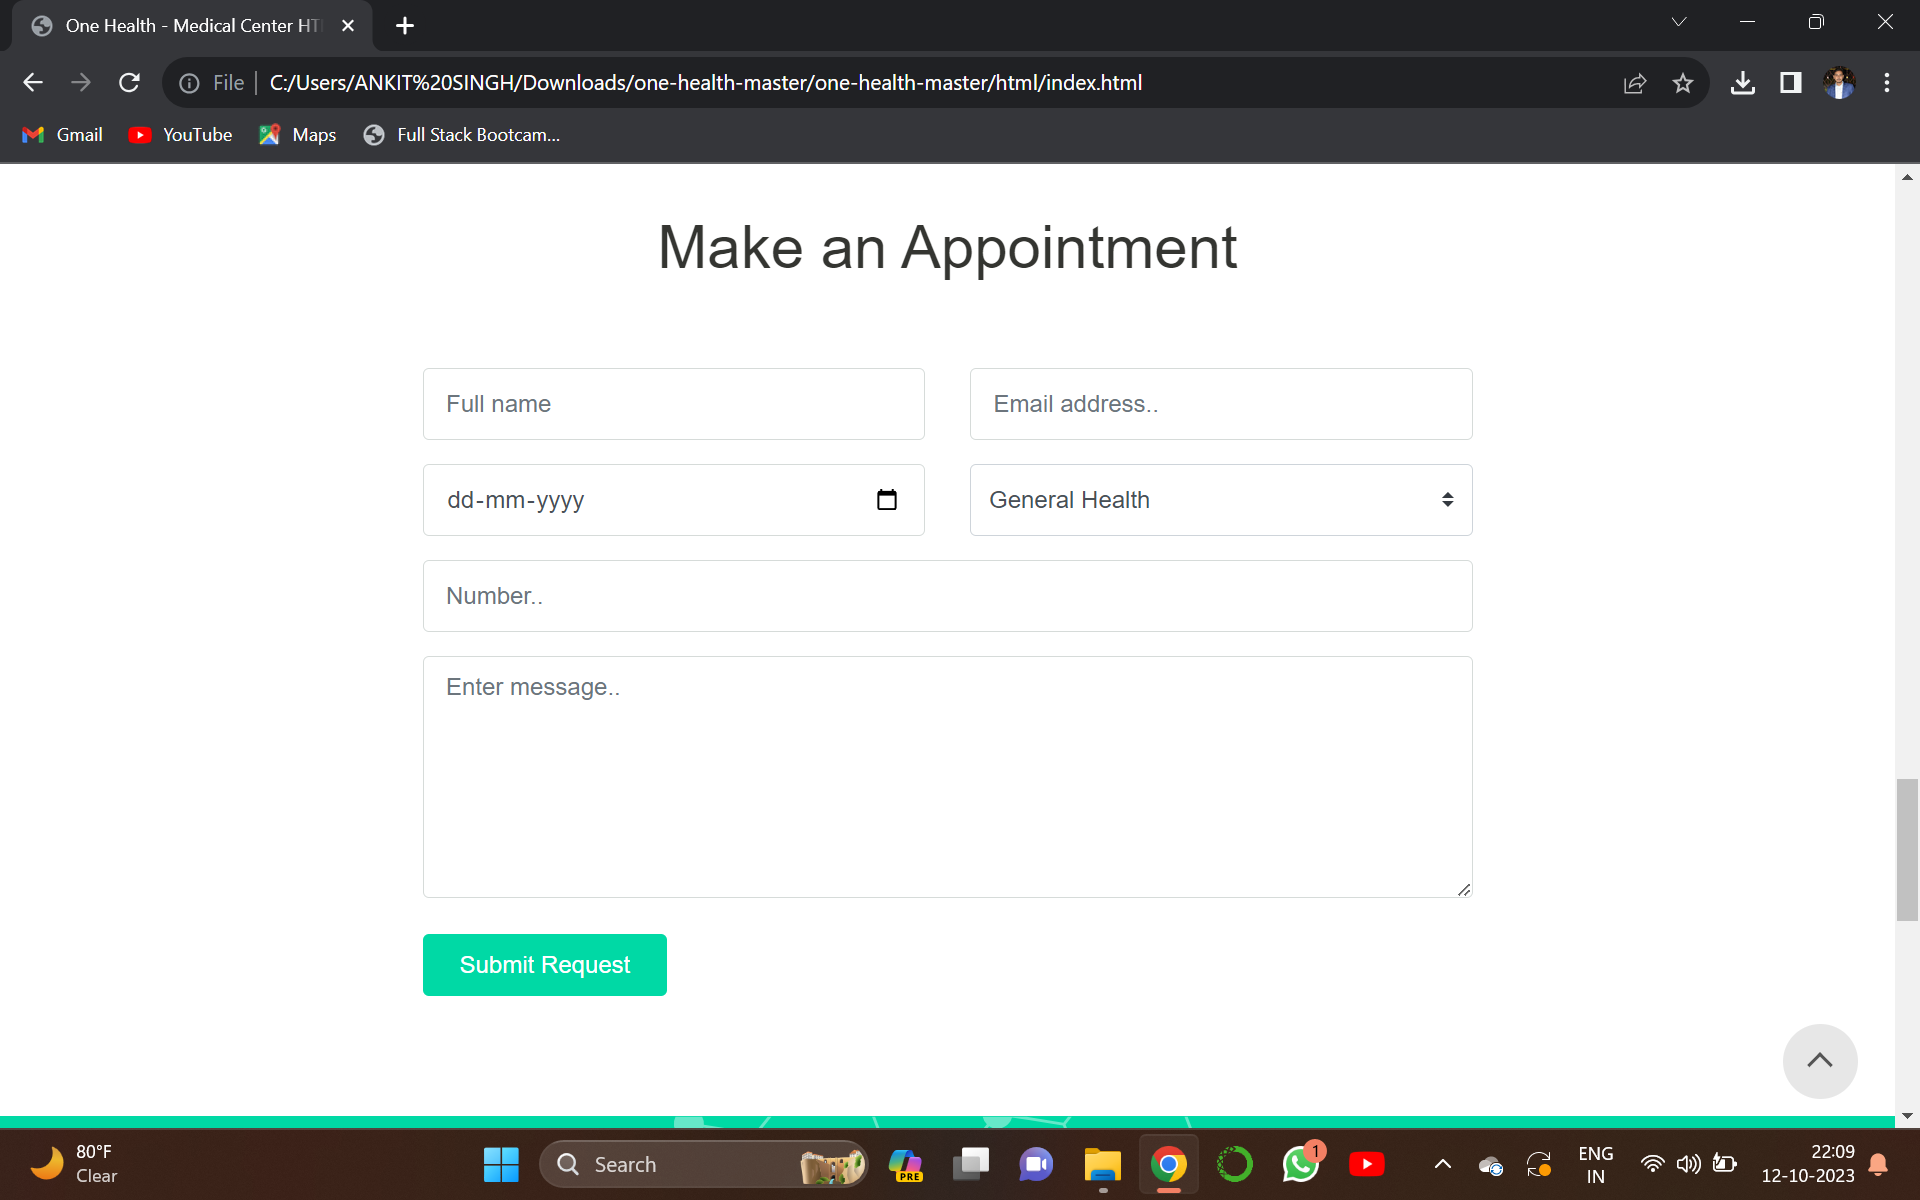 One Health - Medical Center HT
File
C:/Users/ANKIT%20SINGH/Downloads/one-health-master/one-health-master/html/index.html
Gmail
YouTube
Maps
Full Stack Bootcam...
Make an Appointment
Full name
Email address..
dd-mm-yyyy
General Health
Number..
Enter message..
Submit Request
80°F
Clear
Search
PRE
1
ENG
IN
22:09
12-10-2023